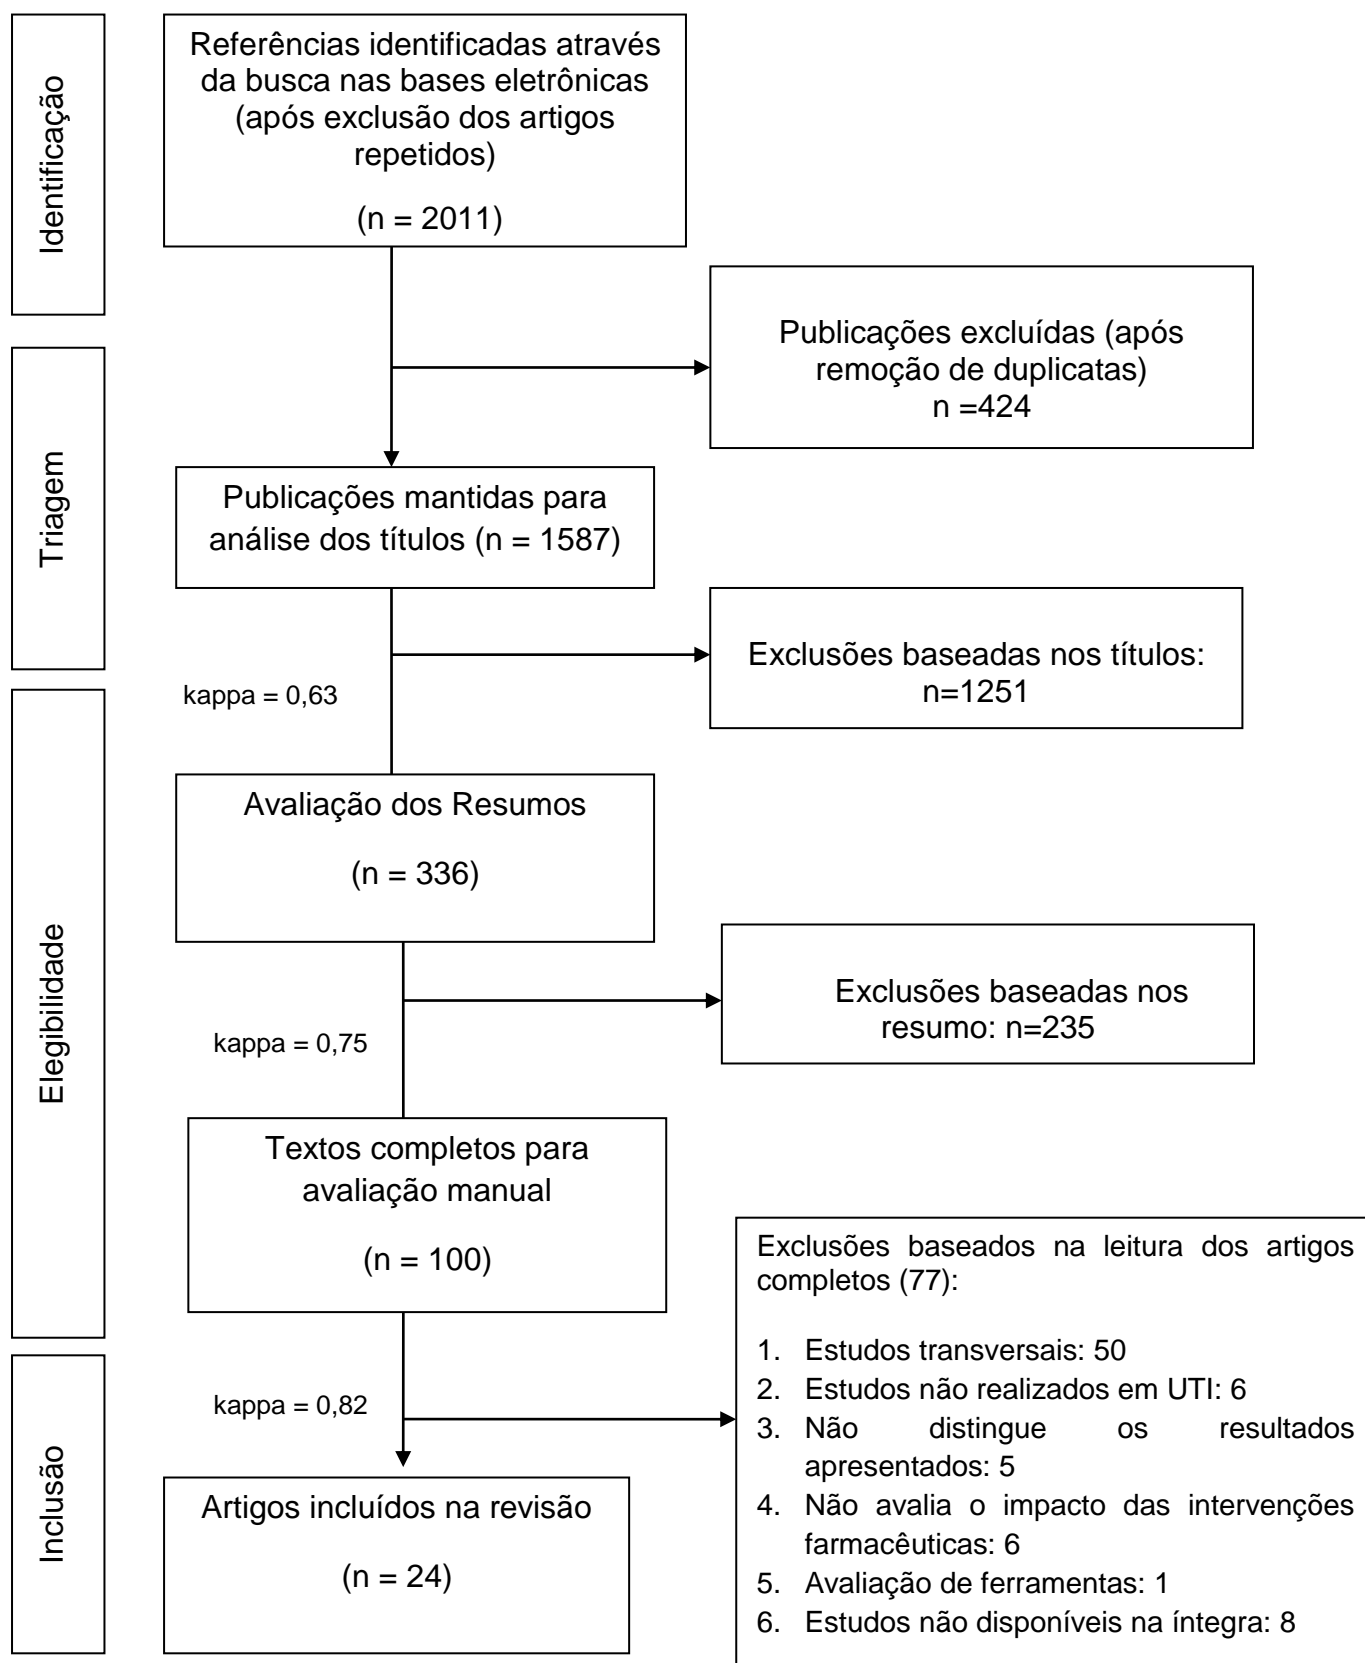 Identificação
Referências identificadas através
da busca nas bases eletrônicas
(após exclusão dos artigos
repetidos)
(n = 2011)
Publicações excluídas (após
remoção de duplicatas)
n =424
Triagem
Publicações mantidas para
análise dos títulos (n = 1587)
Exclusões baseadas nos títulos:
n=1251
kappa = 0,63
Elegibilidade
Avaliação dos Resumos
(n = 336)
Exclusões baseadas nos
resumo: n=235
kappa = 0,75
Textos completos para
avaliação manual
(n = 100)
Exclusões baseados na leitura dos artigos
completos (77):
1. Estudos transversais: 50
2. Estudos não realizados em UTI: 6
3. Não distingue os resultados
apresentados: 5
4. Não avalia o impacto das intervenções
farmacêuticas: 6
5. Avaliação de ferramentas: 1
6. Estudos não disponíveis na íntegra: 8
kappa = 0,82
Inclusão
Artigos incluídos na revisão
(n = 24)